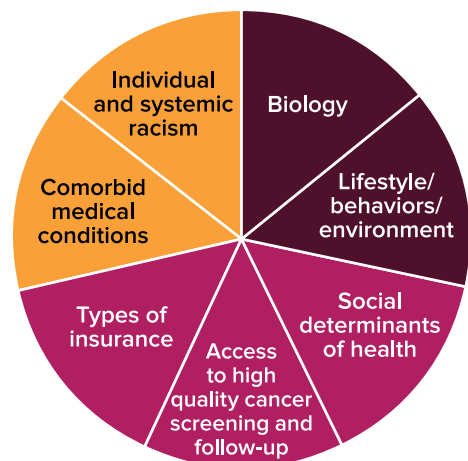 Individual
and systemic
racism
Biology
Lifestyle/
behaviors/
environment
Social
determinants
of health
Access
to high
quality cancer
screening and
follow-up
Types of
insurance
Comorbid
medical
conditions